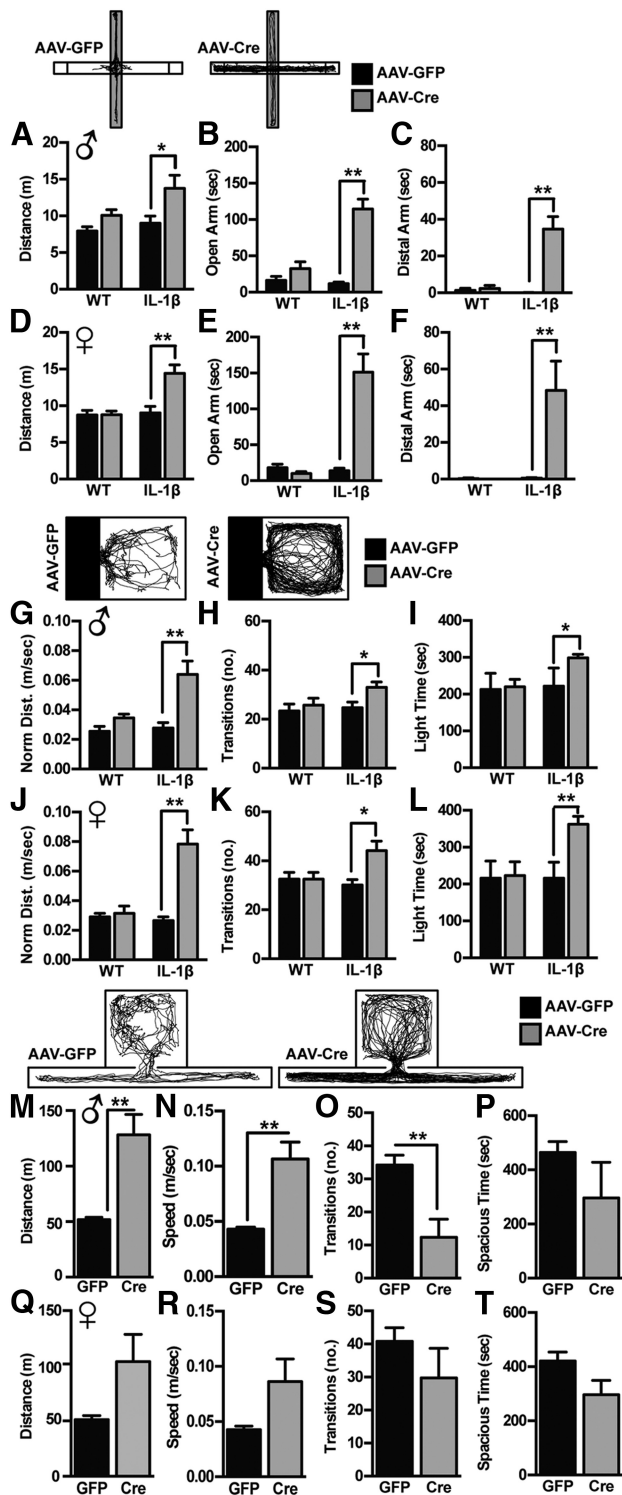 AAV-GFP
AAV-Cre
AAV-GFP
AAV-Cre
A
♂
Distance (m)
20
15
10
5
0
*
WT
IL-1β
B
Open Arm (sec)
200
150
100
50
0
**
WT
IL-1β
C
Distal Arm (sec)
80
60
40
20
0
**
WT
IL-1β
D
♀
Distance (m)
20
15
10
5
0
**
WT
IL-1β
E
Open Arm (sec)
200
150
100
50
0
**
WT
IL-1β
F
Distal Arm (sec)
80
60
40
20
0
**
WT
IL-1β
AAV-GFP
AAV-Cre
AAV-GFP
AAV-Cre
G
♂
Norm Dist. (m/sec)
0.10
0.08
0.06
0.04
0.02
0.00
**
WT
IL-1β
H
Transitions (no.)
60
40
20
0
*
WT
IL-1β
I
Light Time (sec)
400
300
200
100
0
*
WT
IL-1β
J
♀
Norm Dist. (m/sec)
0.10
0.08
0.06
0.04
0.02
0.00
**
WT
IL-1β
K
Transitions (no.)
60
40
20
0
*
WT
IL-1β
L
Light Time (sec)
400
300
200
100
0
**
WT
IL-1β
AAV-GFP
AAV-Cre
AAV-GFP
AAV-Cre
M
♂
Distance (m)
150
100
50
0
**
GFP
Cre
N
Speed (m/sec)
0.15
0.10
0.05
0.00
**
GFP
Cre
O
Transitions (no.)
50
40
30
20
10
0
**
GFP
Cre
P
Spacious Time (sec)
600
400
200
0
GFP
Cre
Q
♀
Distance (m)
150
100
50
0
GFP
Cre
R
Speed (m/sec)
0.15
0.10
0.05
0.00
GFP
Cre
S
Transitions (no.)
50
40
30
20
10
0
GFP
Cre
T
Spacious Time (sec)
600
400
200
0
GFP
Cre